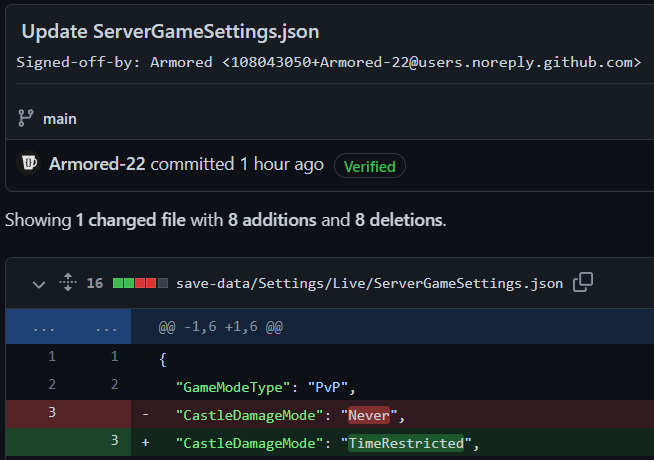 Update ServerGameSettings.json
Signed-off-by: Armored <108043050+Armored-22@users.noreply.github.com>
main
Armored-22 committed 1 hour ago Verified
Showing 1 changed file with 8 additions and 8 deletions.
16 save-data/Settings/Live/ServerGameSettings.json
... ... @@ -1,6 +1,6 @@
1 1 {
2 2 "GameModeType": "PvP",
3 - "CastleDamageMode": "Never",
3 + "CastleDamageMode": "TimeRestricted",